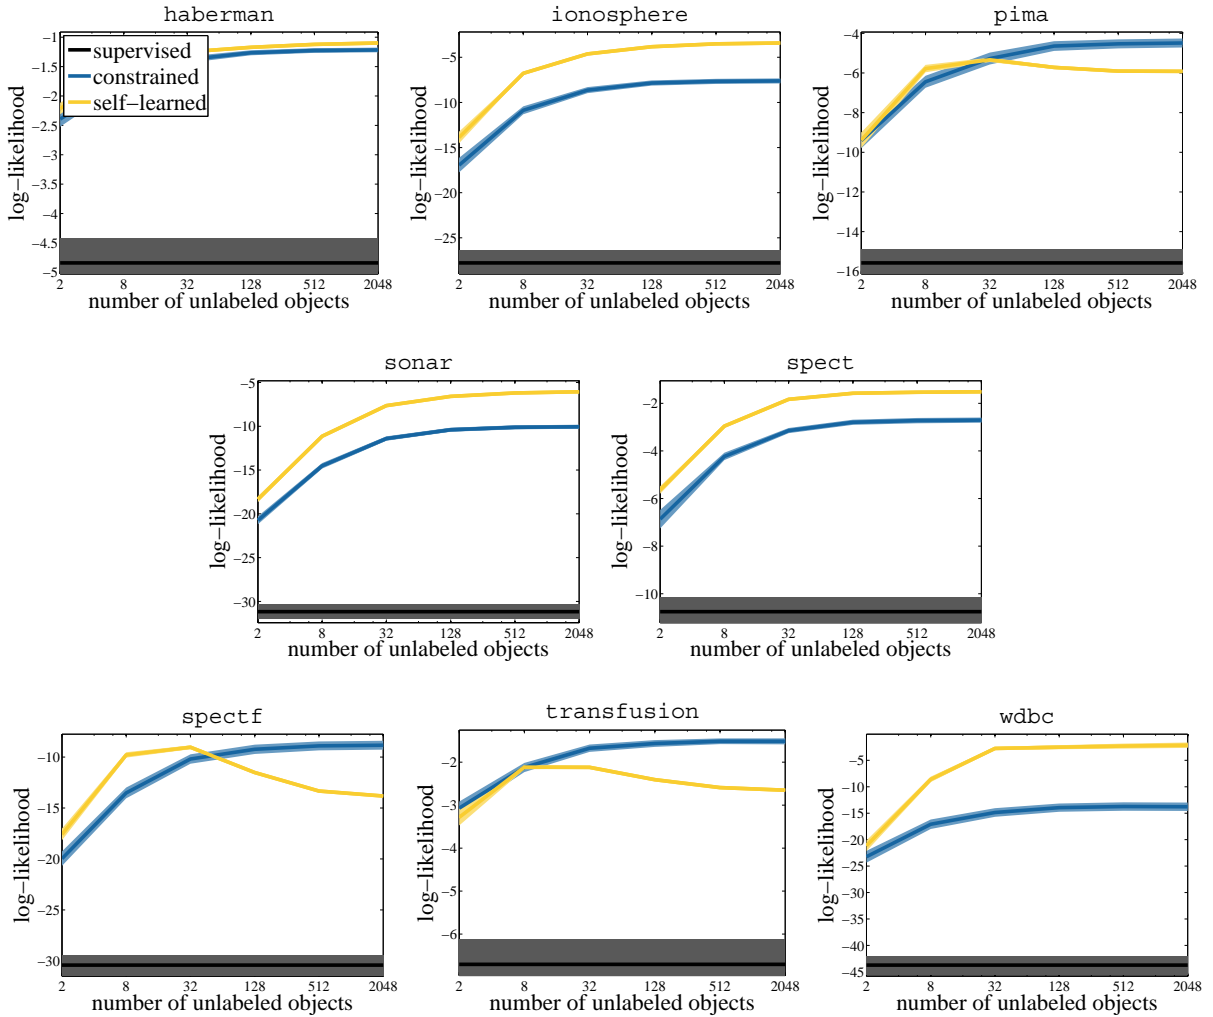 haberman
ionosphere
pima
supervised
constrained
self-learned
log-likelihood
-1
-1.5
-2
-2.5
-3
-3.5
-4
-4.5
-5
2 8 32 128 512 2048
number of unlabeled objects
log-likelihood
-5
-10
-15
-20
-25
2 8 32 128 512 2048
number of unlabeled objects
log-likelihood
-4
-6
-8
-10
-12
-14
-16
2 8 32 128 512 2048
number of unlabeled objects
sonar
spect
log-likelihood
-5
-10
-15
-20
-25
-30
2 8 32 128 512 2048
number of unlabeled objects
log-likelihood
-2
-4
-6
-8
-10
2 8 32 128 512 2048
number of unlabeled objects
spectf
transfusion
wdbc
log-likelihood
-10
-15
-20
-25
-30
2 8 32 128 512 2048
number of unlabeled objects
log-likelihood
-2
-3
-4
-5
-6
2 8 32 128 512 2048
number of unlabeled objects
log-likelihood
-5
-10
-15
-20
-25
-30
-35
-40
-45
2 8 32 128 512 2048
number of unlabeled objects